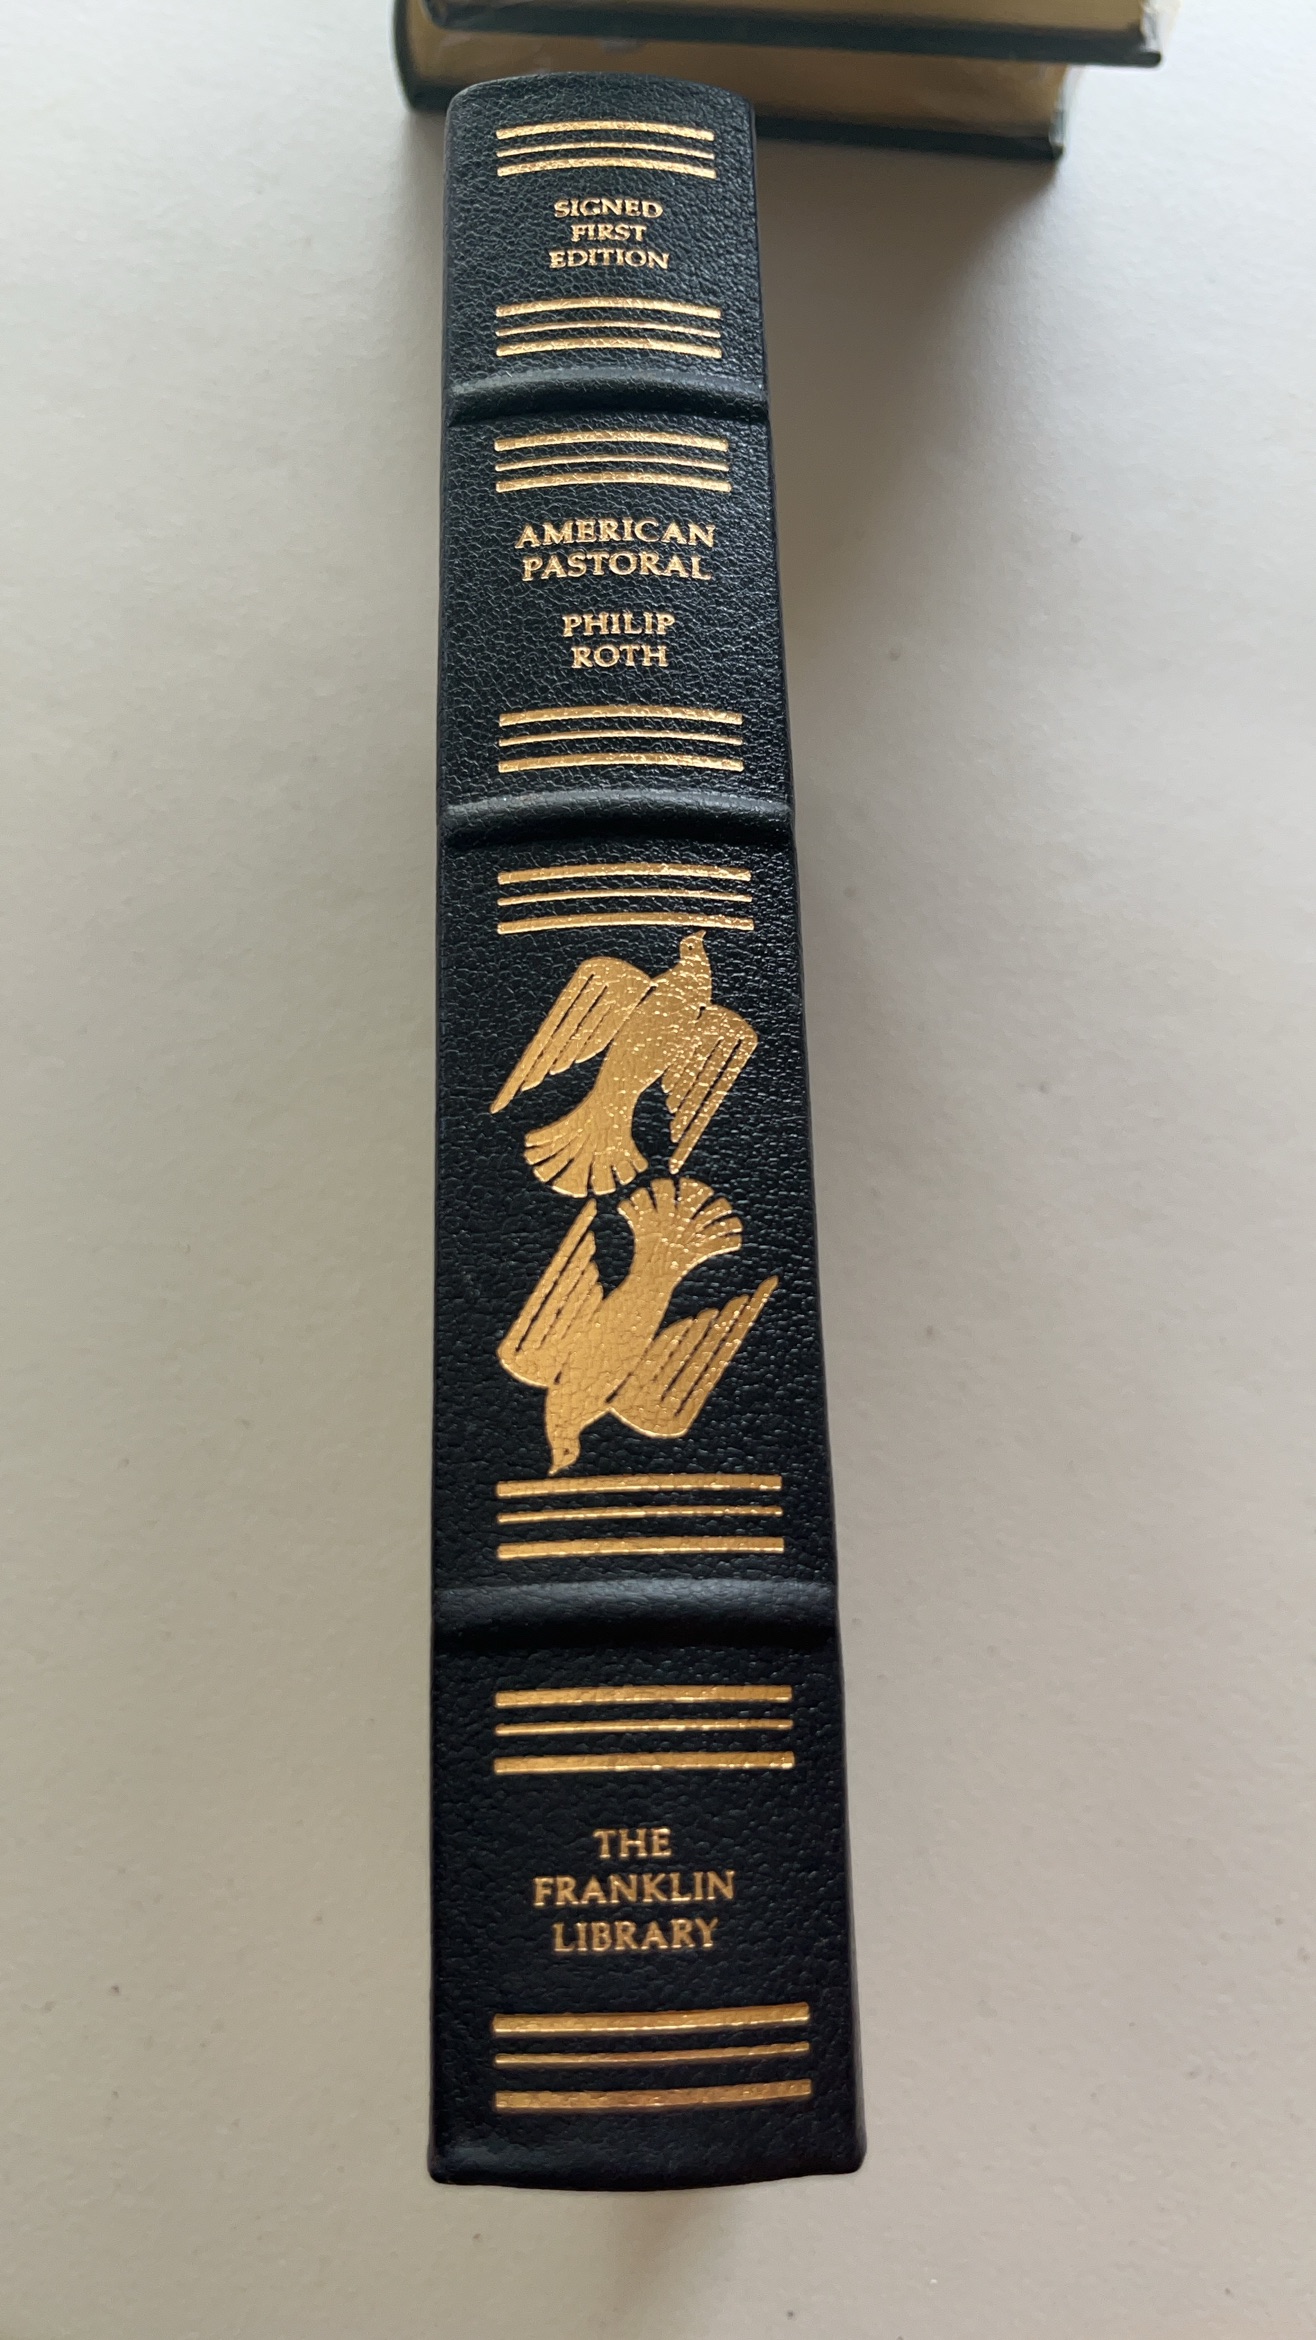 SIGNED
FIRST
EDITION
AMERICAN
PASTORAL
PHILIP
ROTH
THE
FRANKLIN
LIBRARY